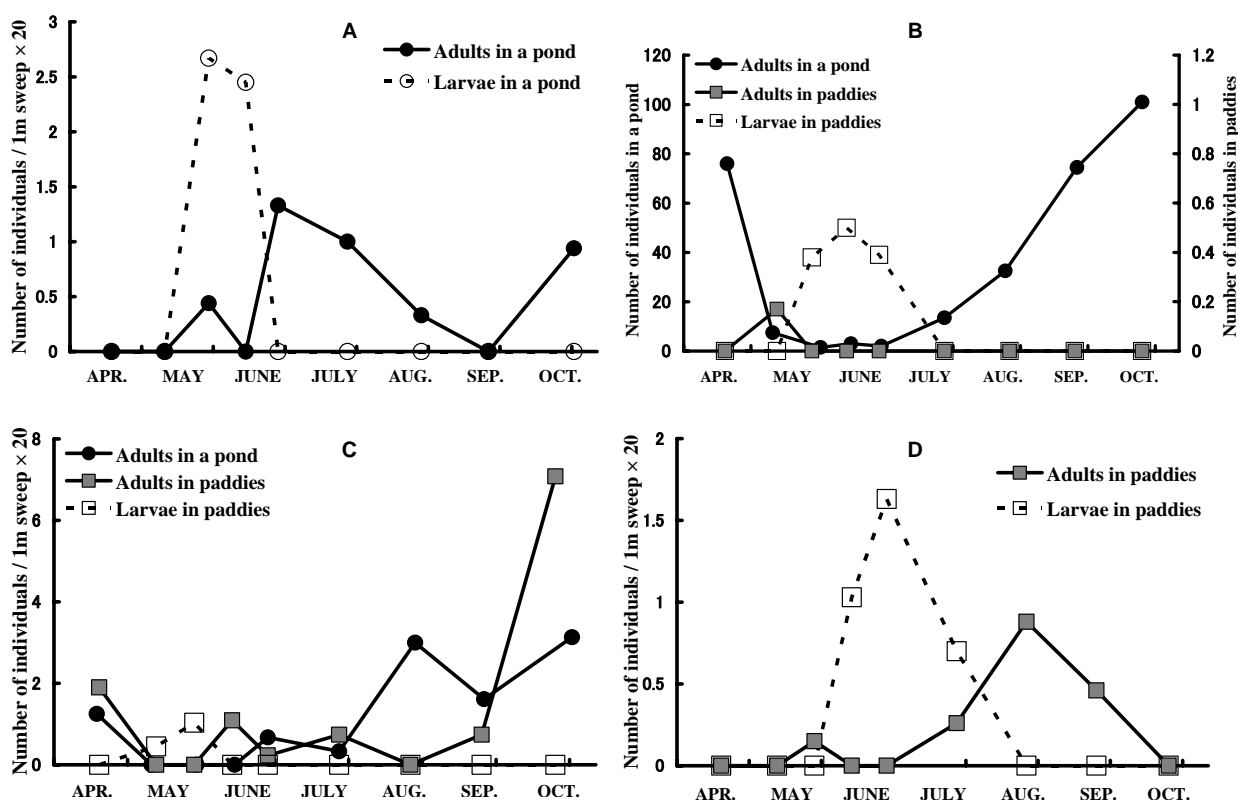 A
Number of individuals / 1m sweep × 20
3
2.5
2
1.5
1
0.5
0
Adults in a pond
Larvae in a pond
APR. MAY JUNE JULY AUG. SEP. OCT.
B
Number of individuals in a pond
120
100
80
60
40
20
0
Adults in a pond
Adults in paddies
Larvae in paddies
1.2
1
0.8
0.6
0.4
0.2
0
Number of individuals in paddies
APR. MAY JUNE JULY AUG. SEP. OCT.
C
Number of individuals / 1m sweep × 20
8
6
4
2
0
Adults in a pond
Adults in paddies
Larvae in paddies
APR. MAY JUNE JULY AUG. SEP. OCT.
D
Number of individuals / 1m sweep × 20
2
1.5
1
0.5
0
Adults in paddies
Larvae in paddies
APR. MAY JUNE JULY AUG. SEP. OCT.